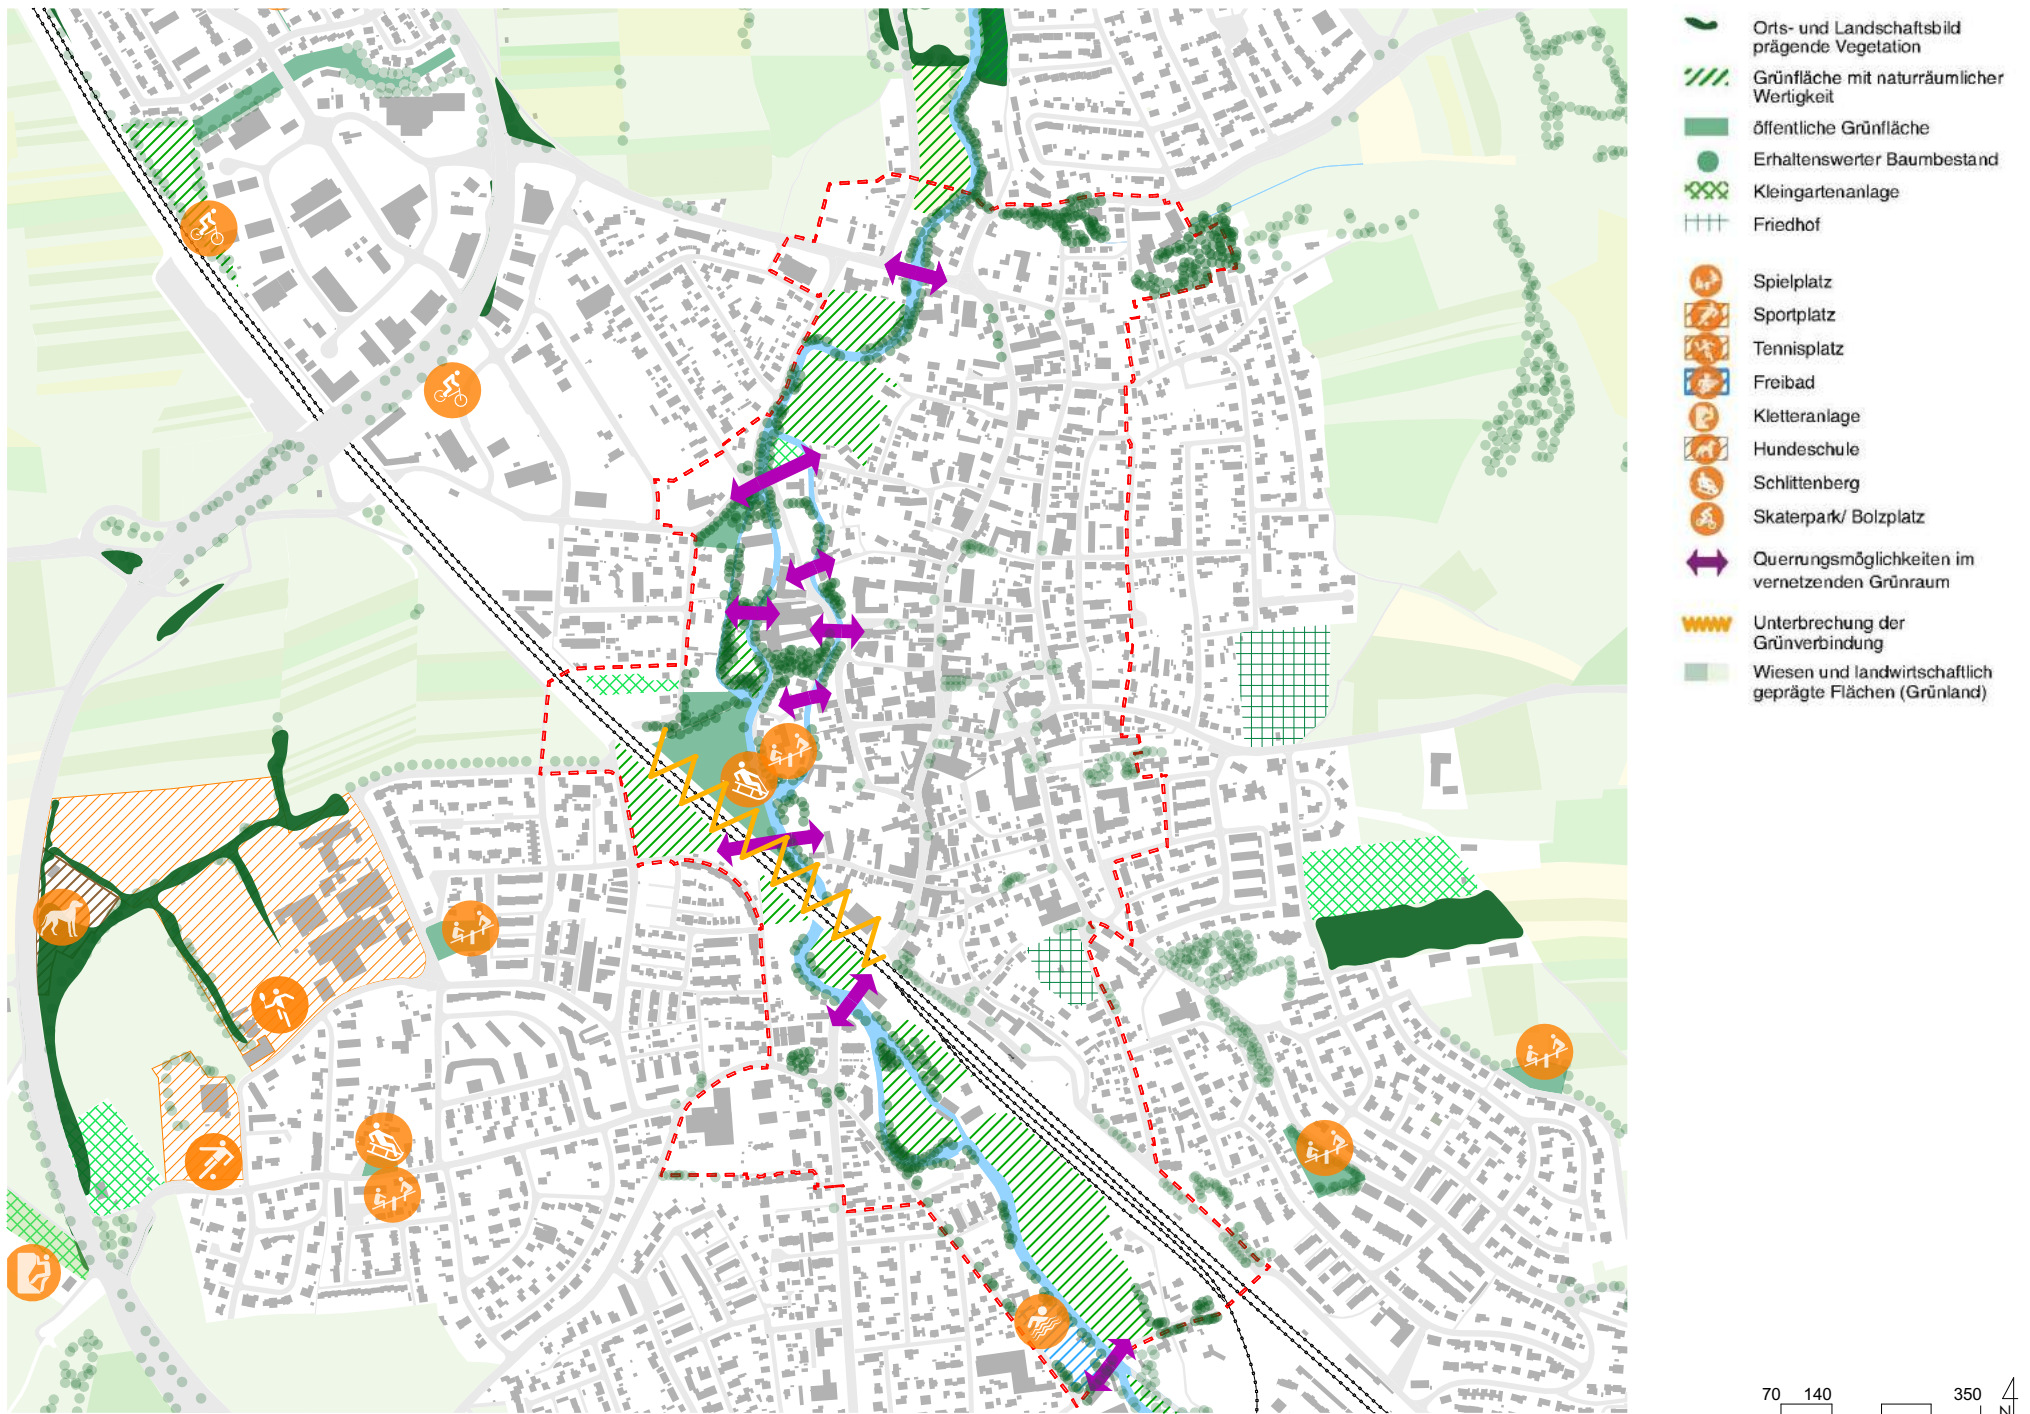 Orts- und Landschaftsbild
prägende Vegetation
Grünfläche mit naturräumlicher
Wertigkeit
öffentliche Grünfläche
Erhaltenswerter Baumbestand
Kleingartenanlage
Friedhof
Spielplatz
Sportplatz
Tennisplatz
Freibad
Kletteranlage
Hundeschule
Schlittenberg
Skaterpark/ Bolzplatz
Querrungsmöglichkeiten im
vernetzenden Grünraum
Unterbrechung der
Grünverbindung
Wiesen und landwirtschaftlich
geprägte Flächen (Grünland)
70 140 350
N